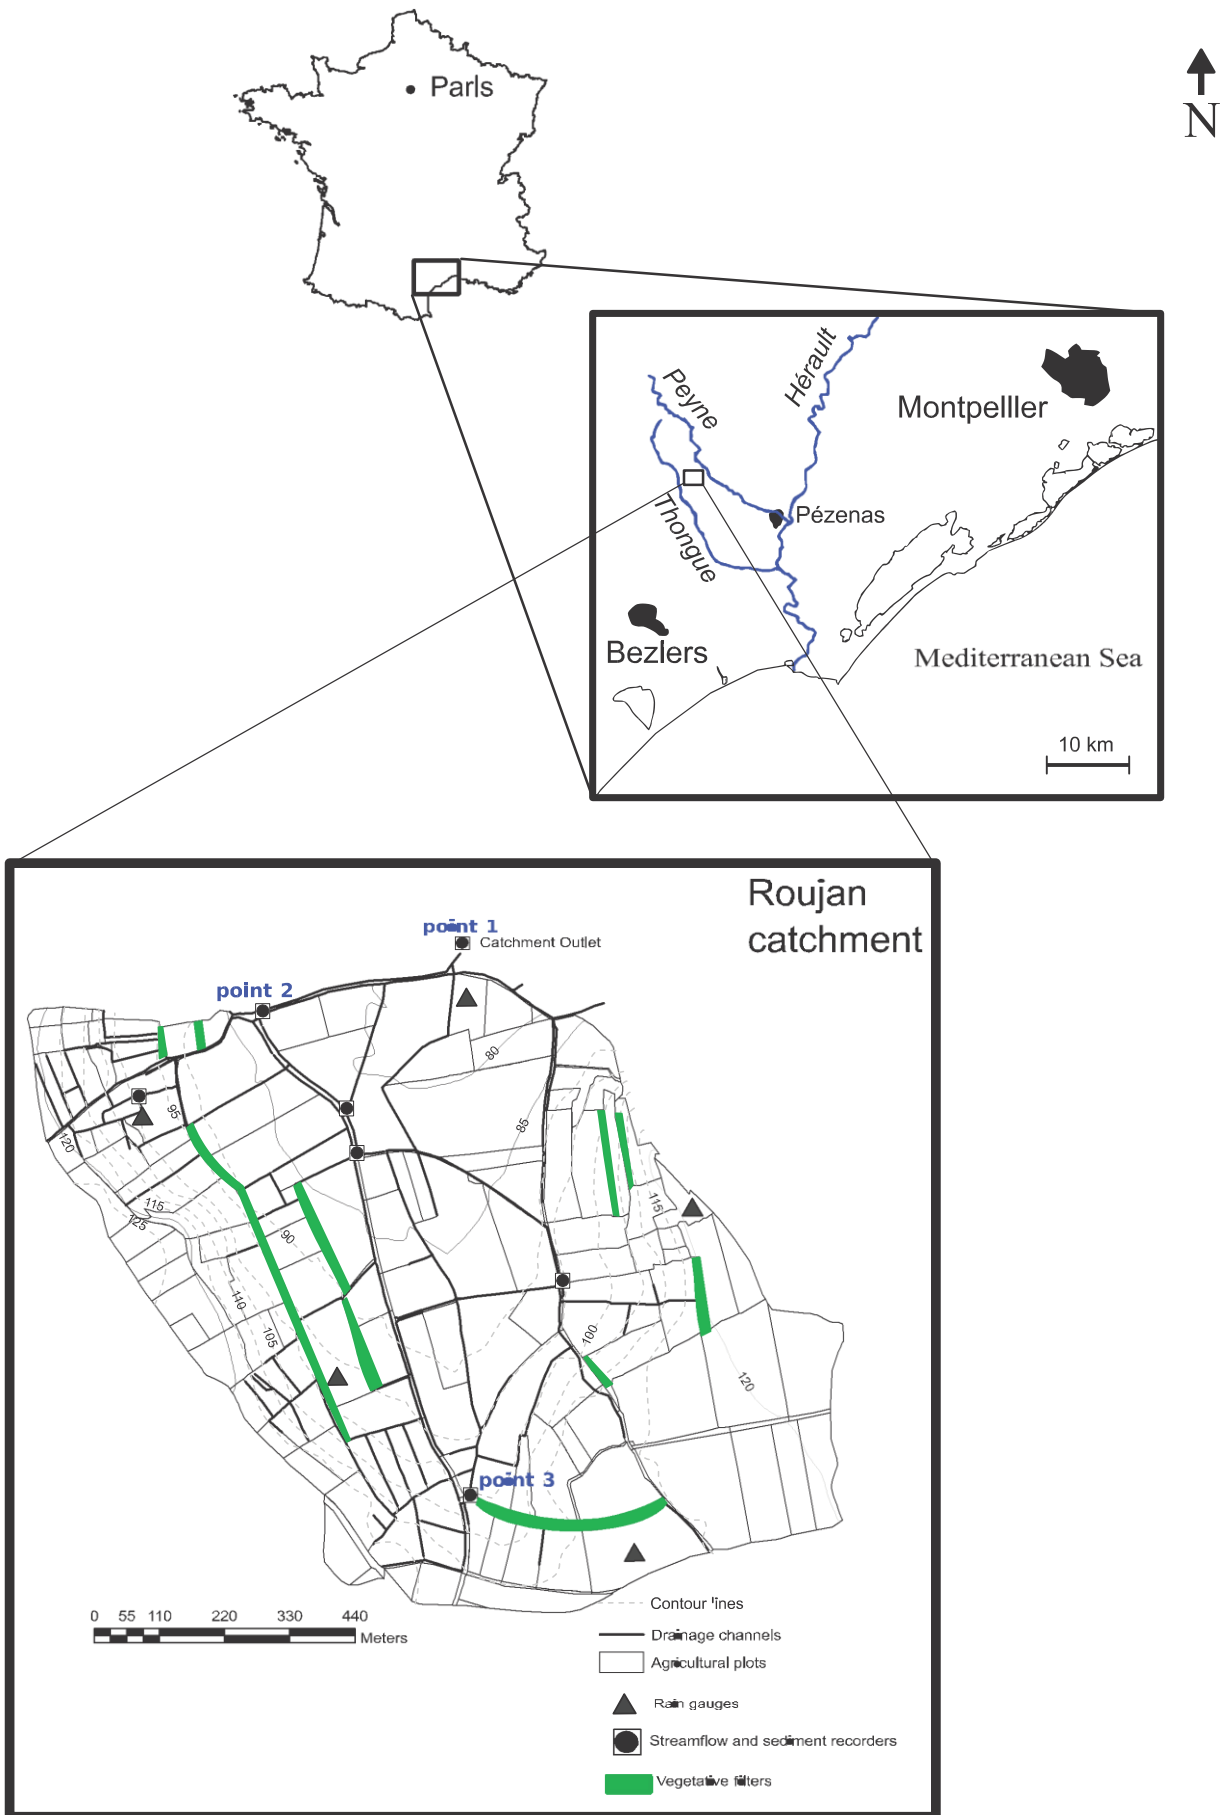 Parls
N
Hérault
Peyne
Montpelller
Pézenas
Thongue
Bezlers
Mediterranean Sea
10 km
Roujan
catchment
point 1
Catchment Outlet
point 2
80
95
85
120
115
125
115
90
110
105
100
120
point 3
0 55 110 220 330 440
Meters
Contour lines
Drainage channels
Agricultural plots
Rain gauges
Streamflow and sediment recorders
Vegetative filters